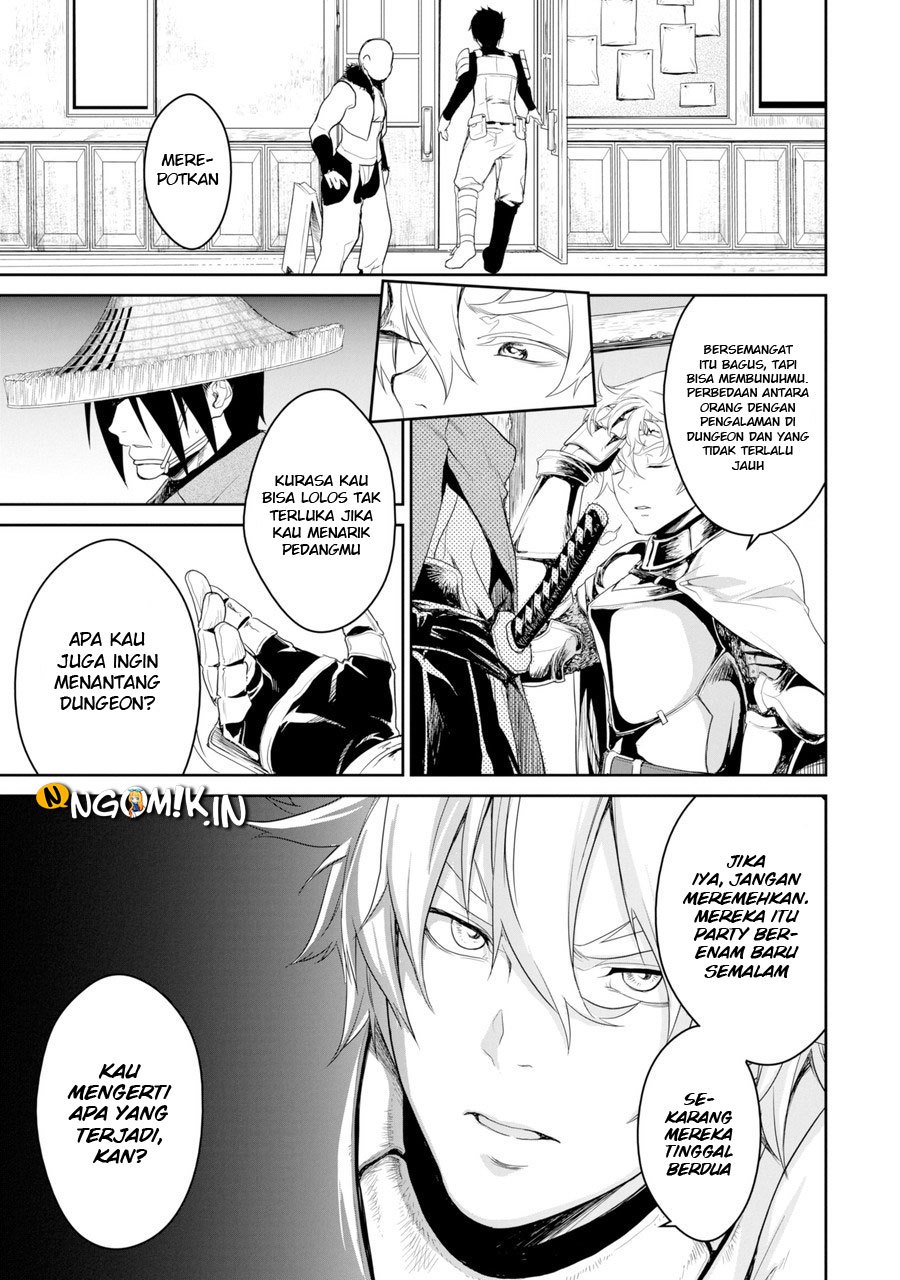 MERE-
POTKAN
BERSEMANGAT
ITU BAGUS, TAPI
BISA MEMBUNUHMU.
PERBEDAAN ANTARA
ORANG DENGAN
PENGALAMAN DI
DUNGEON DAN YANG
TIDAK TERLALU
JAUH
KURASA KAU
BISA LOLOS TAK
TERLUKA JIKA
KAU MENARIK
PEDANGMU
APA KAU
JUGA INGIN
MENANTANG
DUNGEON?
NGOMIK.IN
JIKA
IYA, JANGAN
MEREMEHKAN.
MEREKA ITU
PARTY BER-
ENAM BARU
SEMALAM
SE-
KARANG
MEREKA
TINGGAL
BERDUA
KAU
MENGERTI
APA YANG
TERJADI,
KAN?